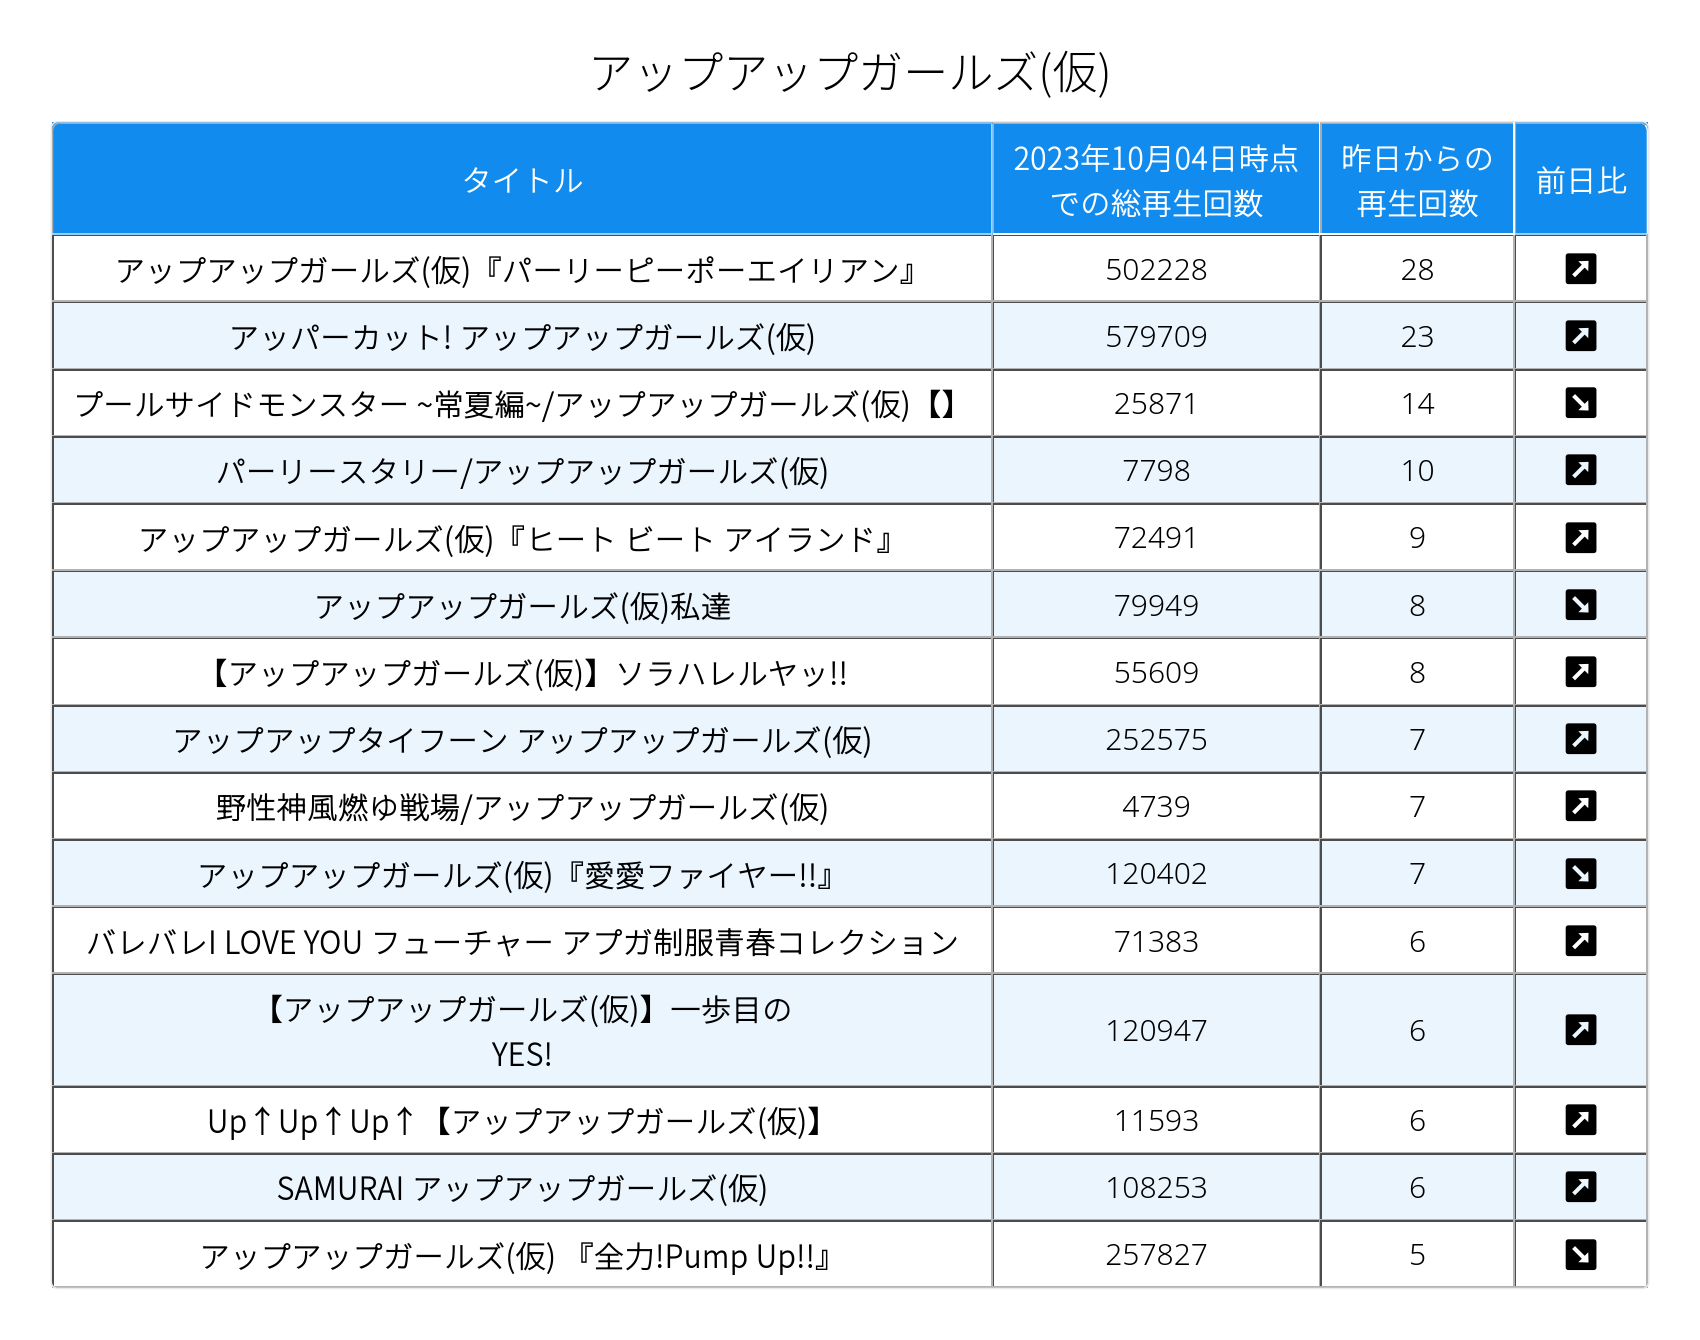 アップアップガールズ(仮)
タイトル 2023年10月04日時点での総再生回数 昨日からの再生回数 前日比
アップアップガールズ(仮)『パーリーピーポーエイリアン』 502228 28 ↗
アッパーカット! アップアップガールズ(仮) 579709 23 ↗
プールサイドモンスター ~常夏編~/アップアップガールズ(仮)【】 25871 14 ↘
パーリースタリー/アップアップガールズ(仮) 7798 10 ↗
アップアップガールズ(仮)『ヒート ビート アイランド』 72491 9 ↗
アップアップガールズ(仮)私達 79949 8 ↘
【アップアップガールズ(仮)】ソラハレルヤッ!! 55609 8 ↗
アップアップタイフーン アップアップガールズ(仮) 252575 7 ↗
野性神風燃ゆ戦場/アップアップガールズ(仮) 4739 7 ↗
アップアップガールズ(仮)『愛愛ファイヤー!!』 120402 7 ↘
バレバレI LOVE YOU フューチャー アプガ制服青春コレクション 71383 6 ↗
【アップアップガールズ(仮)】一歩目の
YES! 120947 6 ↗
Up↑Up↑Up↑【アップアップガールズ(仮)】 11593 6 ↗
SAMURAI アップアップガールズ(仮) 108253 6 ↗
アップアップガールズ(仮) 『全力!Pump Up!!』 257827 5 ↘